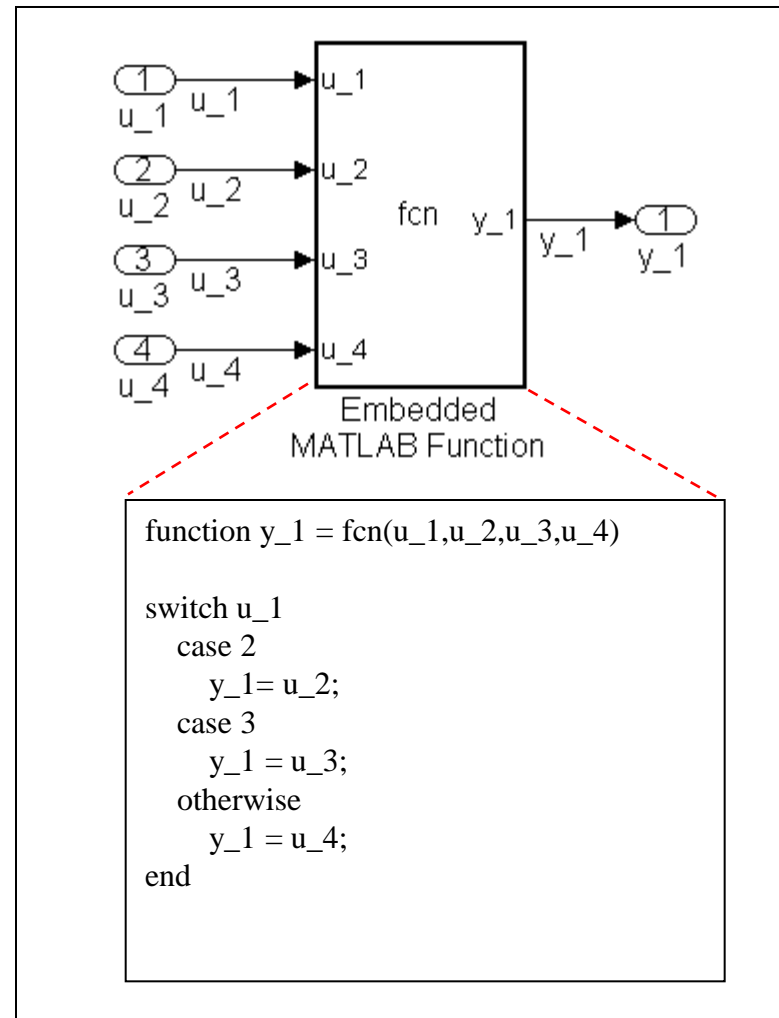 1
u_1
u_1
u_1
2
u_2
u_2
u_2
3
u_3
u_3
u_3
4
u_4
u_4
u_4
fcn
y_1
y_1
1
y_1
Embedded
MATLAB Function
function y_1 = fcn(u_1,u_2,u_3,u_4)
switch u_1
case 2
y_1= u_2;
case 3
y_1 = u_3;
otherwise
y_1 = u_4;
end